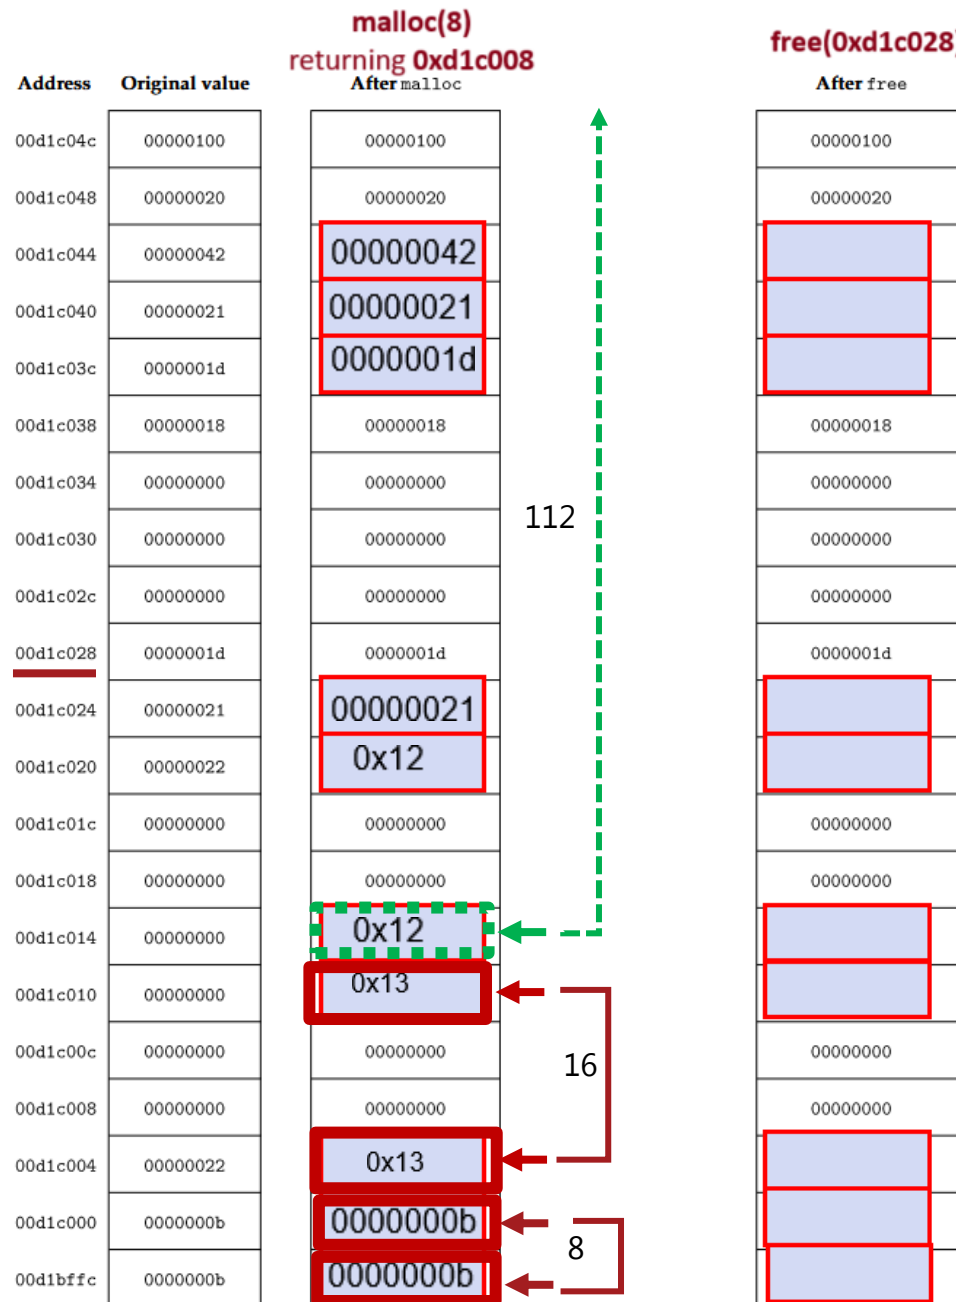 malloc(8)
returning 0xd1c008
free(0xd1c028)
Address Original value After malloc After free
00d1c04c 00000100 00000100 00000100
00d1c048 00000020 00000020 00000020
00d1c044 00000042 00000042
00d1c040 00000021 00000021
00d1c03c 0000001d 0000001d
00d1c038 00000018 00000018 00000018
00d1c034 00000000 00000000 00000000
112
00d1c030 00000000 00000000 00000000
00d1c02c 00000000 00000000 00000000
00d1c028 0000001d 0000001d 0000001d
00d1c024 00000021 00000021
00d1c020 00000022 0x12
00d1c01c 00000000 00000000 00000000
00d1c018 00000000 00000000 00000000
00d1c014 00000000 0x12
00d1c010 00000000 0x13
00d1c00c 00000000 00000000 00000000
16
00d1c008 00000000 00000000 00000000
00d1c004 00000022 0x13
00d1c000 0000000b 0000000b
8
00d1bffc 0000000b 0000000b